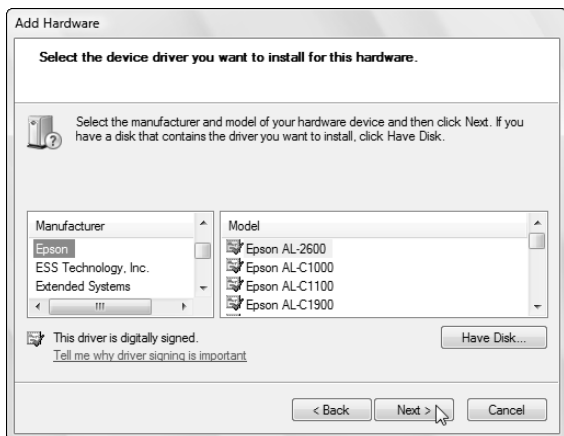 Add Hardware
Select the device driver you want to install for this hardware.
Select the manufacturer and model of your hardware device and then click Next. If you
have a disk that contains the driver you want to install, click Have Disk.
Manufacturer
Epson
ESS Technology, Inc.
Extended Systems
Model
Epson AL-2600
Epson AL-C1000
Epson AL-C1100
Epson AL-C1900
This driver is digitally signed.
Tell me why driver signing is important
Have Disk...
< Back
Next >
Cancel